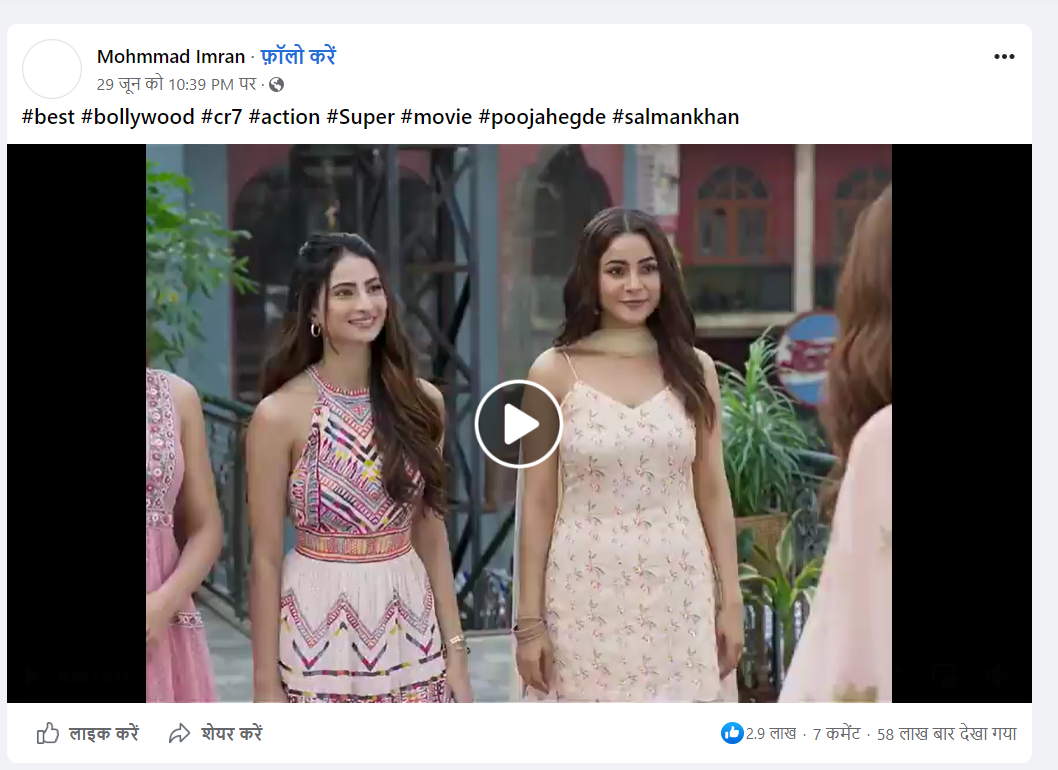 Mohmmad Imran · फ़ॉलो करें
29 जून को 10:39 PM पर ·
#best #bollywood #cr7 #action #Super #movie #poojahegde #salmankhan
लाइक करें शेयर करें 2.9 लाख · 7 कमेंट · 58 लाख बार देखा गया